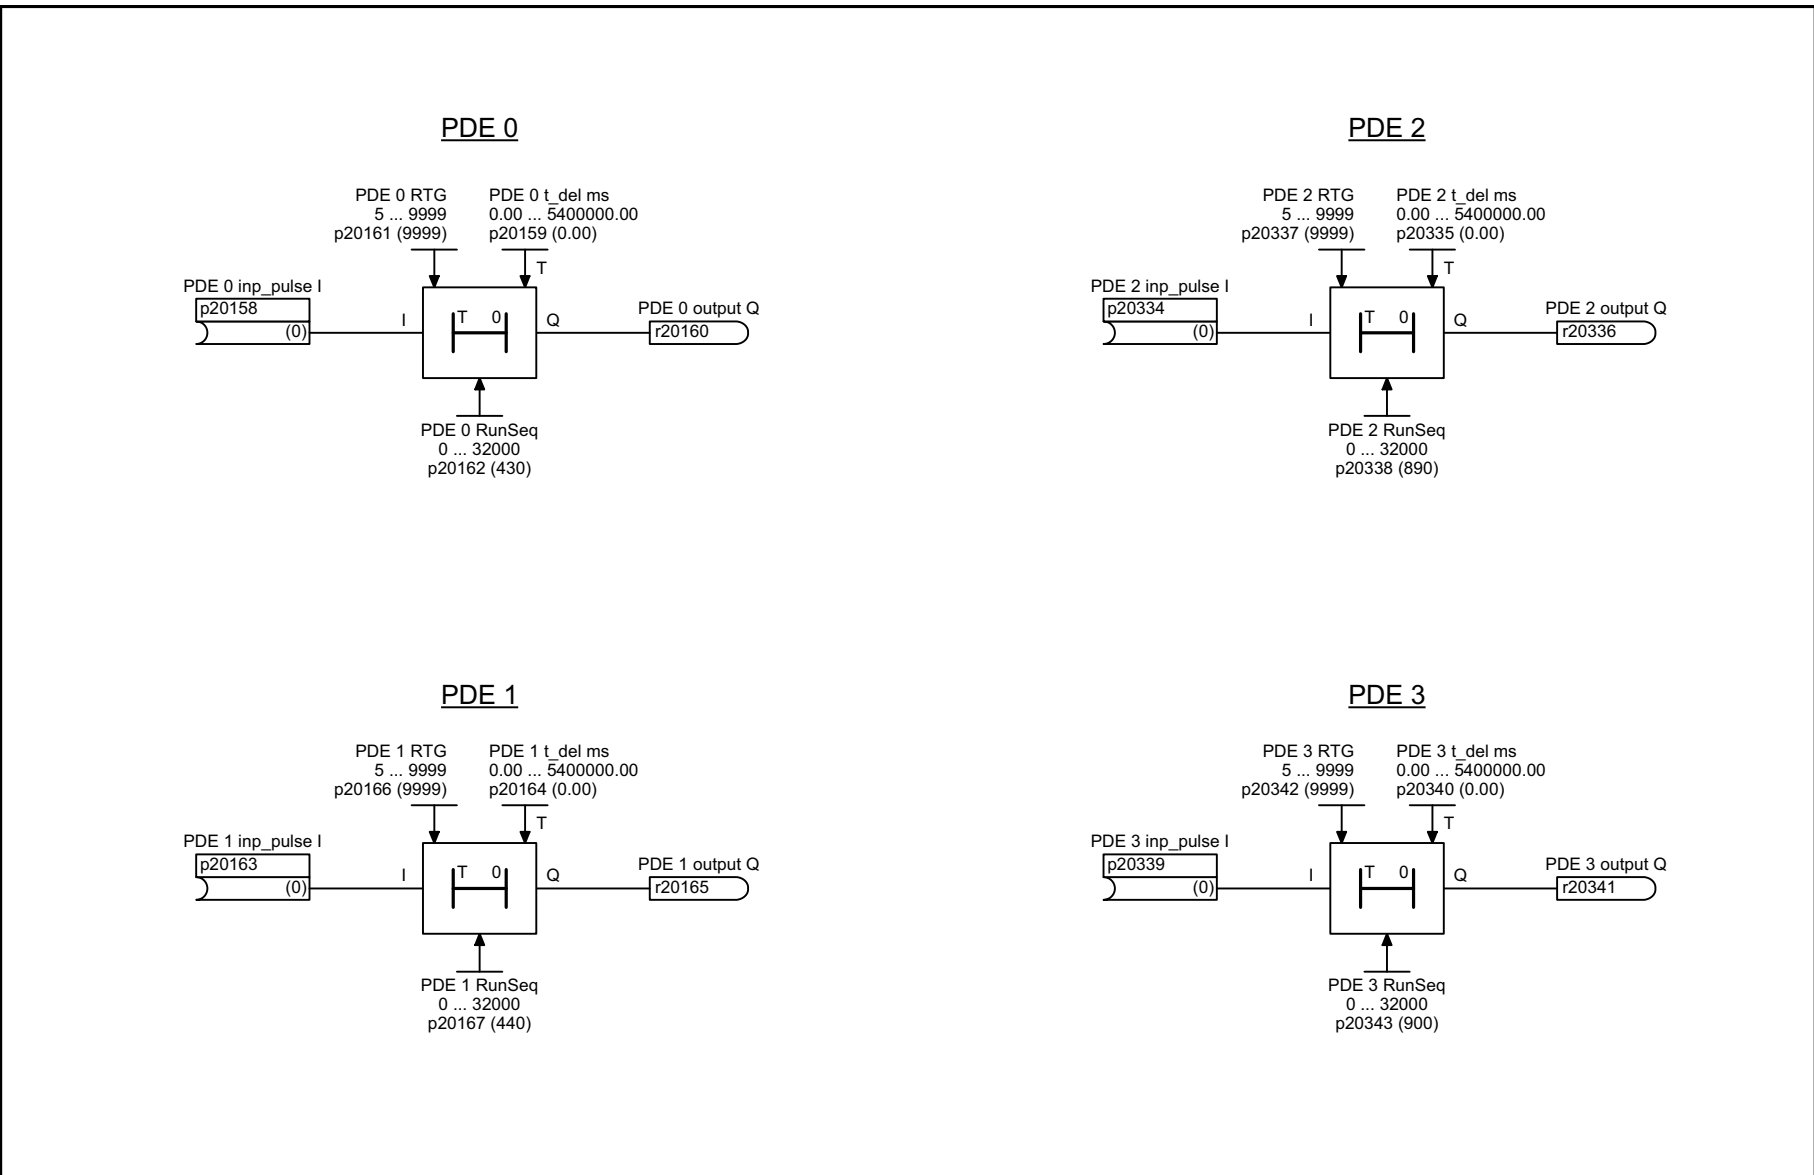 PDE 0
PDE 0 RTG
5 ... 9999
p20161 (9999)
PDE 0 t_del ms
0.00 ... 5400000.00
p20159 (0.00)
T
PDE 0 inp_pulse I
p20158
(0)
I
T 0
Q
PDE 0 output Q
r20160
PDE 0 RunSeq
0 ... 32000
p20162 (430)
PDE 2
PDE 2 RTG
5 ... 9999
p20337 (9999)
PDE 2 t_del ms
0.00 ... 5400000.00
p20335 (0.00)
T
PDE 2 inp_pulse I
p20334
(0)
I
T 0
Q
PDE 2 output Q
r20336
PDE 2 RunSeq
0 ... 32000
p20338 (890)
PDE 1
PDE 1 RTG
5 ... 9999
p20166 (9999)
PDE 1 t_del ms
0.00 ... 5400000.00
p20164 (0.00)
T
PDE 1 inp_pulse I
p20163
(0)
I
T 0
Q
PDE 1 output Q
r20165
PDE 1 RunSeq
0 ... 32000
p20167 (440)
PDE 3
PDE 3 RTG
5 ... 9999
p20342 (9999)
PDE 3 t_del ms
0.00 ... 5400000.00
p20340 (0.00)
T
PDE 3 inp_pulse I
p20339
(0)
I
T 0
Q
PDE 3 output Q
r20341
PDE 3 RunSeq
0 ... 32000
p20343 (900)